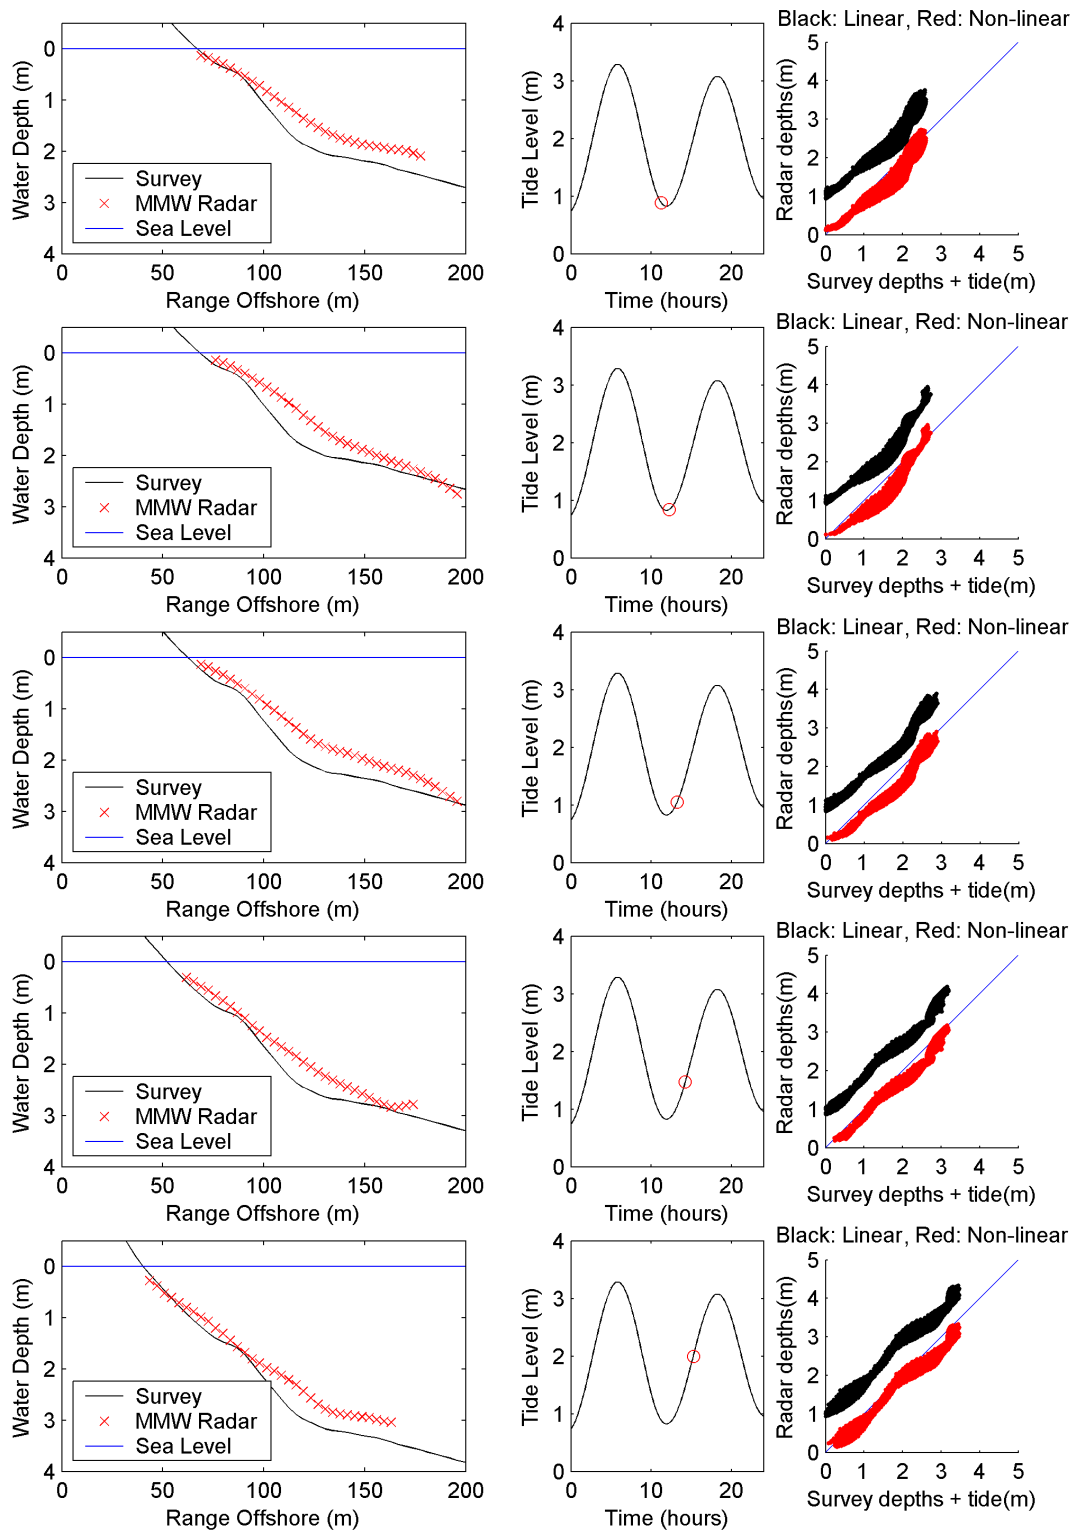 Black: Linear, Red: Non-linear
Water Depth (m)
0
1
2
3
4
Survey
MMW Radar
Sea Level
0 50 100 150 200
Range Offshore (m)
Tide Level (m)
4
3
2
1
0
0 10 20
Time (hours)
Radar depths(m)
5
4
3
2
1
0
0 1 2 3 4 5
Survey depths + tide(m)
Black: Linear, Red: Non-linear
Water Depth (m)
0
1
2
3
4
Survey
MMW Radar
Sea Level
0 50 100 150 200
Range Offshore (m)
Tide Level (m)
4
3
2
1
0
0 10 20
Time (hours)
Radar depths(m)
5
4
3
2
1
0
0 1 2 3 4 5
Survey depths + tide(m)
Black: Linear, Red: Non-linear
Water Depth (m)
0
1
2
3
4
Survey
MMW Radar
Sea Level
0 50 100 150 200
Range Offshore (m)
Tide Level (m)
4
3
2
1
0
0 10 20
Time (hours)
Radar depths(m)
5
4
3
2
1
0
0 1 2 3 4 5
Survey depths + tide(m)
Black: Linear, Red: Non-linear
Water Depth (m)
0
1
2
3
4
Survey
MMW Radar
Sea Level
0 50 100 150 200
Range Offshore (m)
Tide Level (m)
4
3
2
1
0
0 10 20
Time (hours)
Radar depths(m)
5
4
3
2
1
0
0 1 2 3 4 5
Survey depths + tide(m)
Black: Linear, Red: Non-linear
Water Depth (m)
0
1
2
3
4
Survey
MMW Radar
Sea Level
0 50 100 150 200
Range Offshore (m)
Tide Level (m)
4
3
2
1
0
0 10 20
Time (hours)
Radar depths(m)
5
4
3
2
1
0
0 1 2 3 4 5
Survey depths + tide(m)